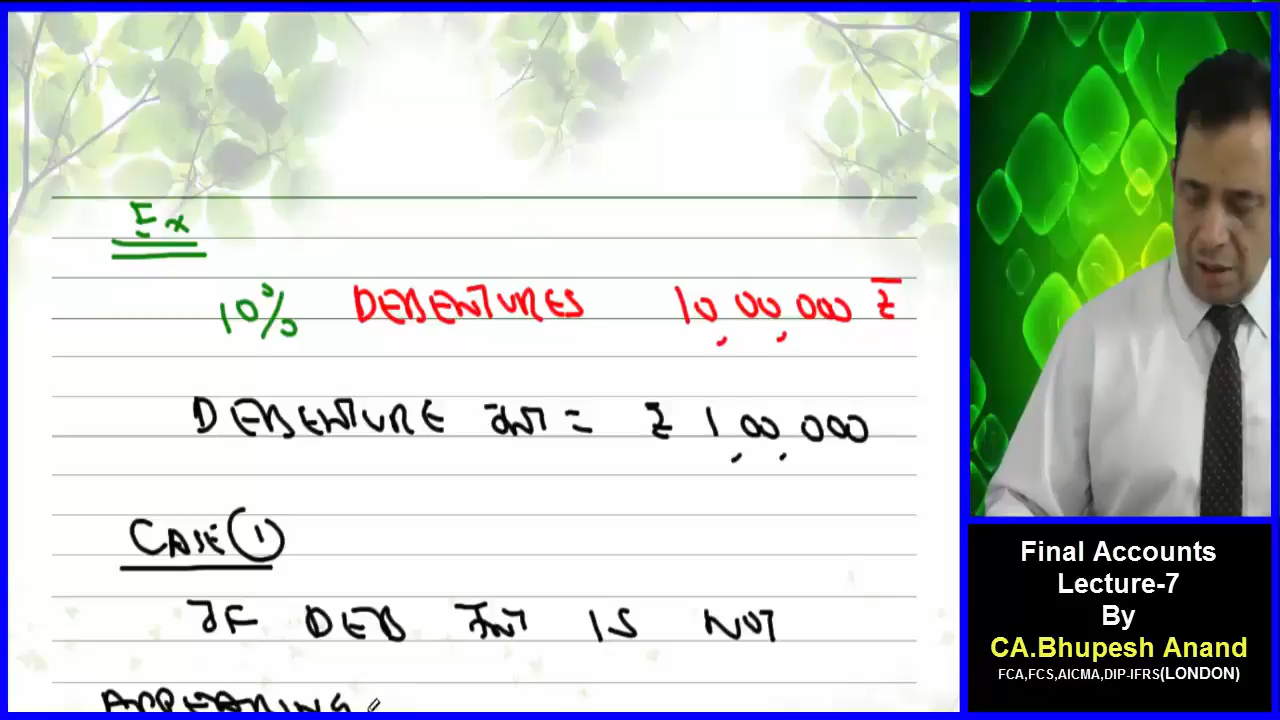 Ex
10% DEBENTURES 10,00,000 ₹
DEBENTURE INT = ₹ 1,00,000
CASE ①
IF DEB INT IS NOT
APPEARING
Final Accounts
Lecture-7
By
CA.Bhupesh Anand
FCA,FCS,AICMA,DIP-IFRS(LONDON)